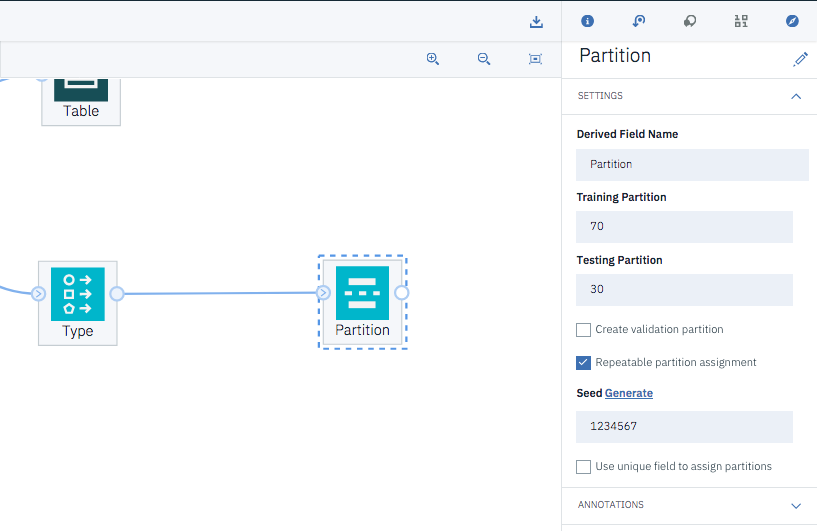 Partition
SETTINGS
Derived Field Name
Partition
Training Partition
70
Testing Partition
30
Create validation partition
Repeatable partition assignment
Seed Generate
1234567
Use unique field to assign partitions
ANNOTATIONS
Table
Type
Partition